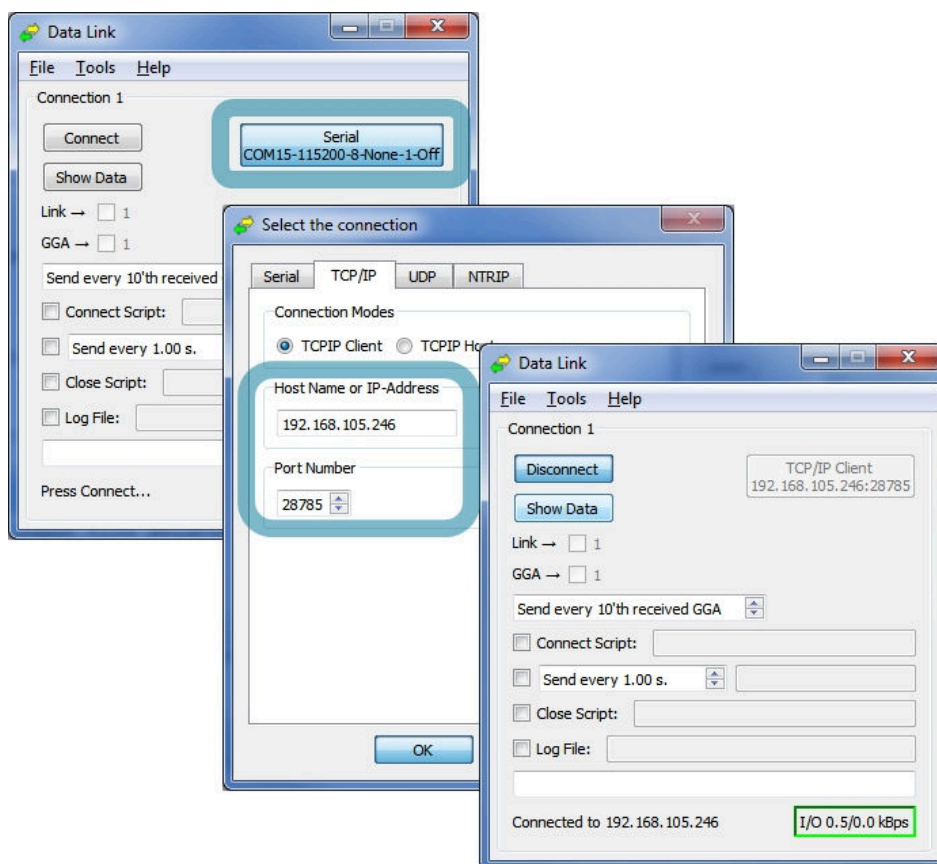 Data Link
File Tools Help
Connection 1
Connect
Serial
COM15-115200-8-None-1-Off
Show Data
Link → 1
GGA → 1
Send every 10'th received
Connect Script:
Send every 1.00 s.
Close Script:
Log File:
Press Connect...
Select the connection
Serial TCP/IP UDP NTRIP
Connection Modes
TCPIP Client TCPIP
Host Name or IP-Address
192.168.105.246
Port Number
28785
OK
Data Link
File Tools Help
Connection 1
Disconnect
TCP/IP Client
192.168.105.246:28785
Show Data
Link → 1
GGA → 1
Send every 10'th received GGA
Connect Script:
Send every 1.00 s.
Close Script:
Log File:
Connected to 192.168.105.246 I/O 0.5/0.0 kBps